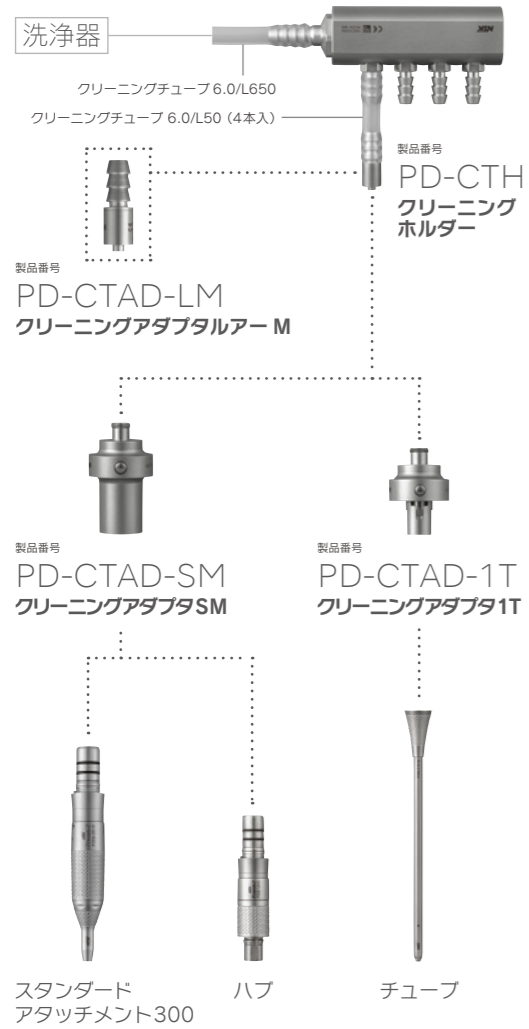 洗浄器
NSK
クリーニングチューブ 6.0/L650
クリーニングチューブ 6.0/L50（4本入）
製品番号
PD-CTH
クリーニング
ホルダー
製品番号
PD-CTAD-LM
クリーニングアダプタルアー M
製品番号
PD-CTAD-SM
クリーニングアダプタSM
製品番号
PD-CTAD-1T
クリーニングアダプタ1T
スタンダード
アタッチメント300
ハブ
チューブ